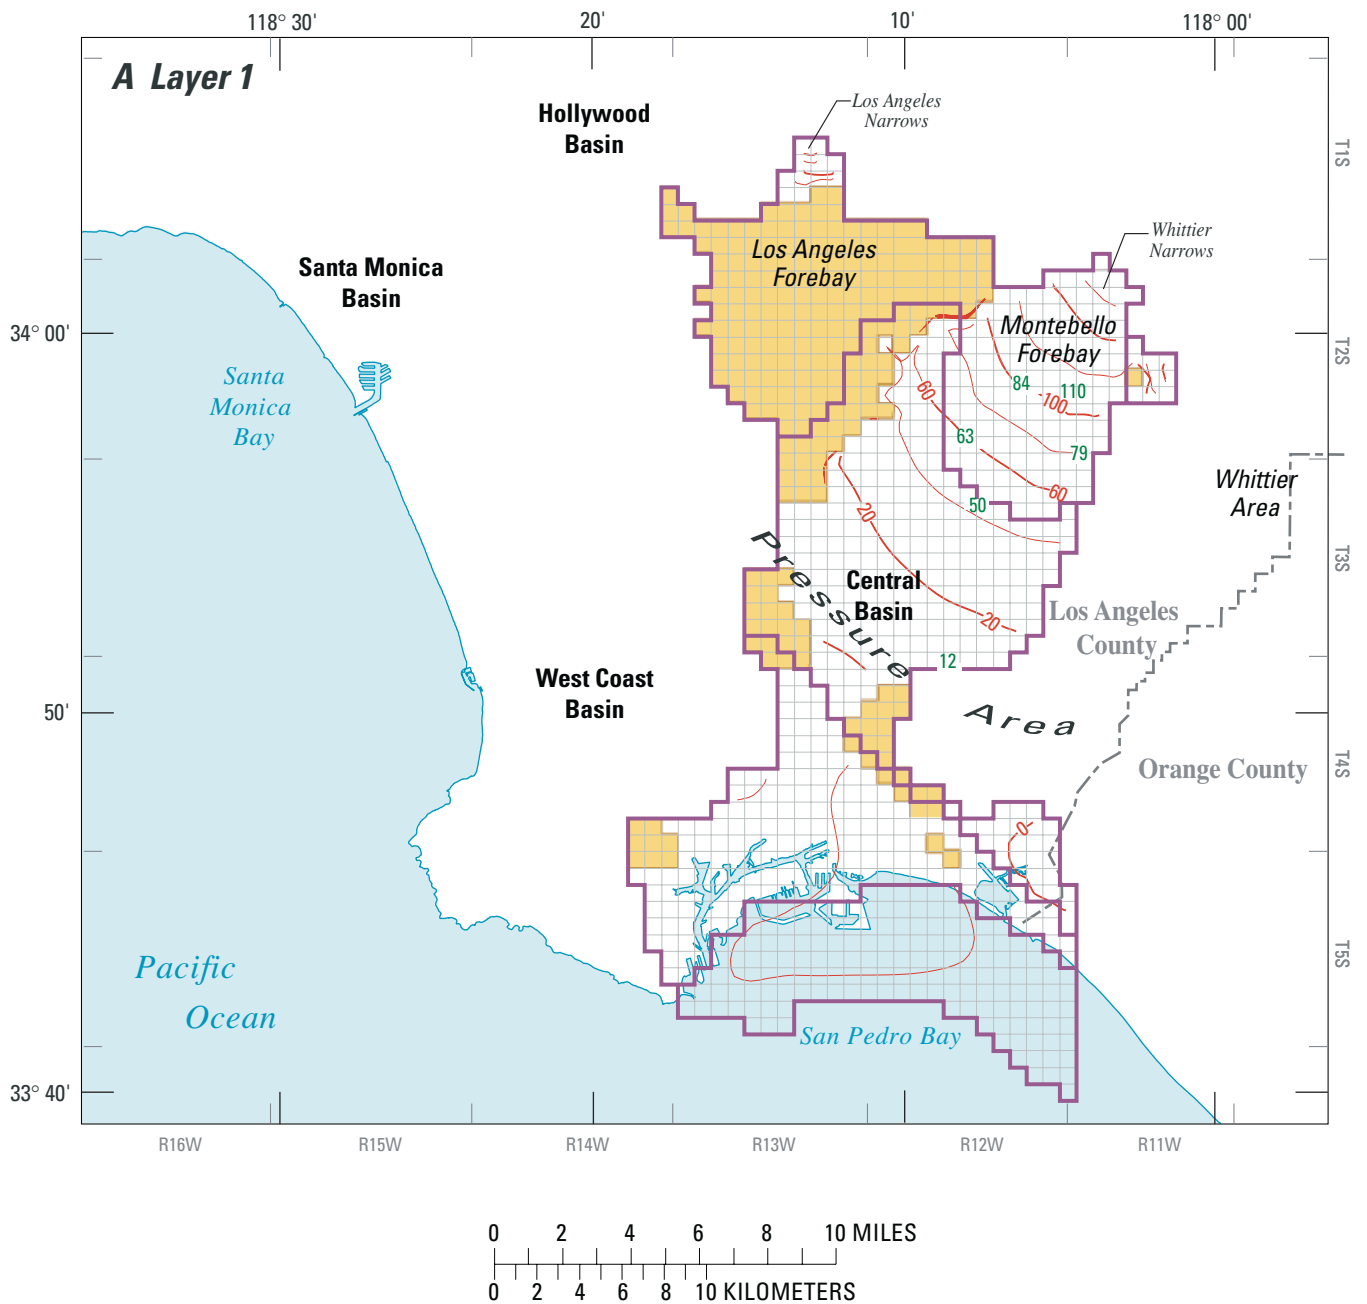 118° 30'
20'
10'
118° 00'
A Layer 1
Los Angeles
Narrows
Hollywood
Basin
T1S
Whittier
Narrows
Los Angeles
Forebay
Santa Monica
Basin
34° 00'
Montebello
Forebay
T2S
Santa
Monica
Bay
84
110
60
100
63
79
Whittier
Area
60
50
20
Pressure
T3S
Central
Basin
Los Angeles
County
20
12
West Coast
Basin
50'
Area
T4S
Orange County
0
T5S
Pacific
Ocean
San Pedro Bay
33° 40'
R16W
R15W
R14W
R13W
R12W
R11W
0 2 4 6 8 10 MILES
0 2 4 6 8 10 KILOMETERS